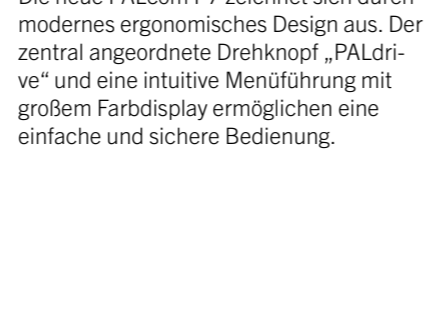 Die neue PALcom P7 zeichnet sich durch
modernes ergonomisches Design aus. Der
zentral angeordnete Drehknopf „PALdri-
ve“ und eine intuitive Menüführung mit
großem Farbdisplay ermöglichen eine
einfache und sichere Bedienung.